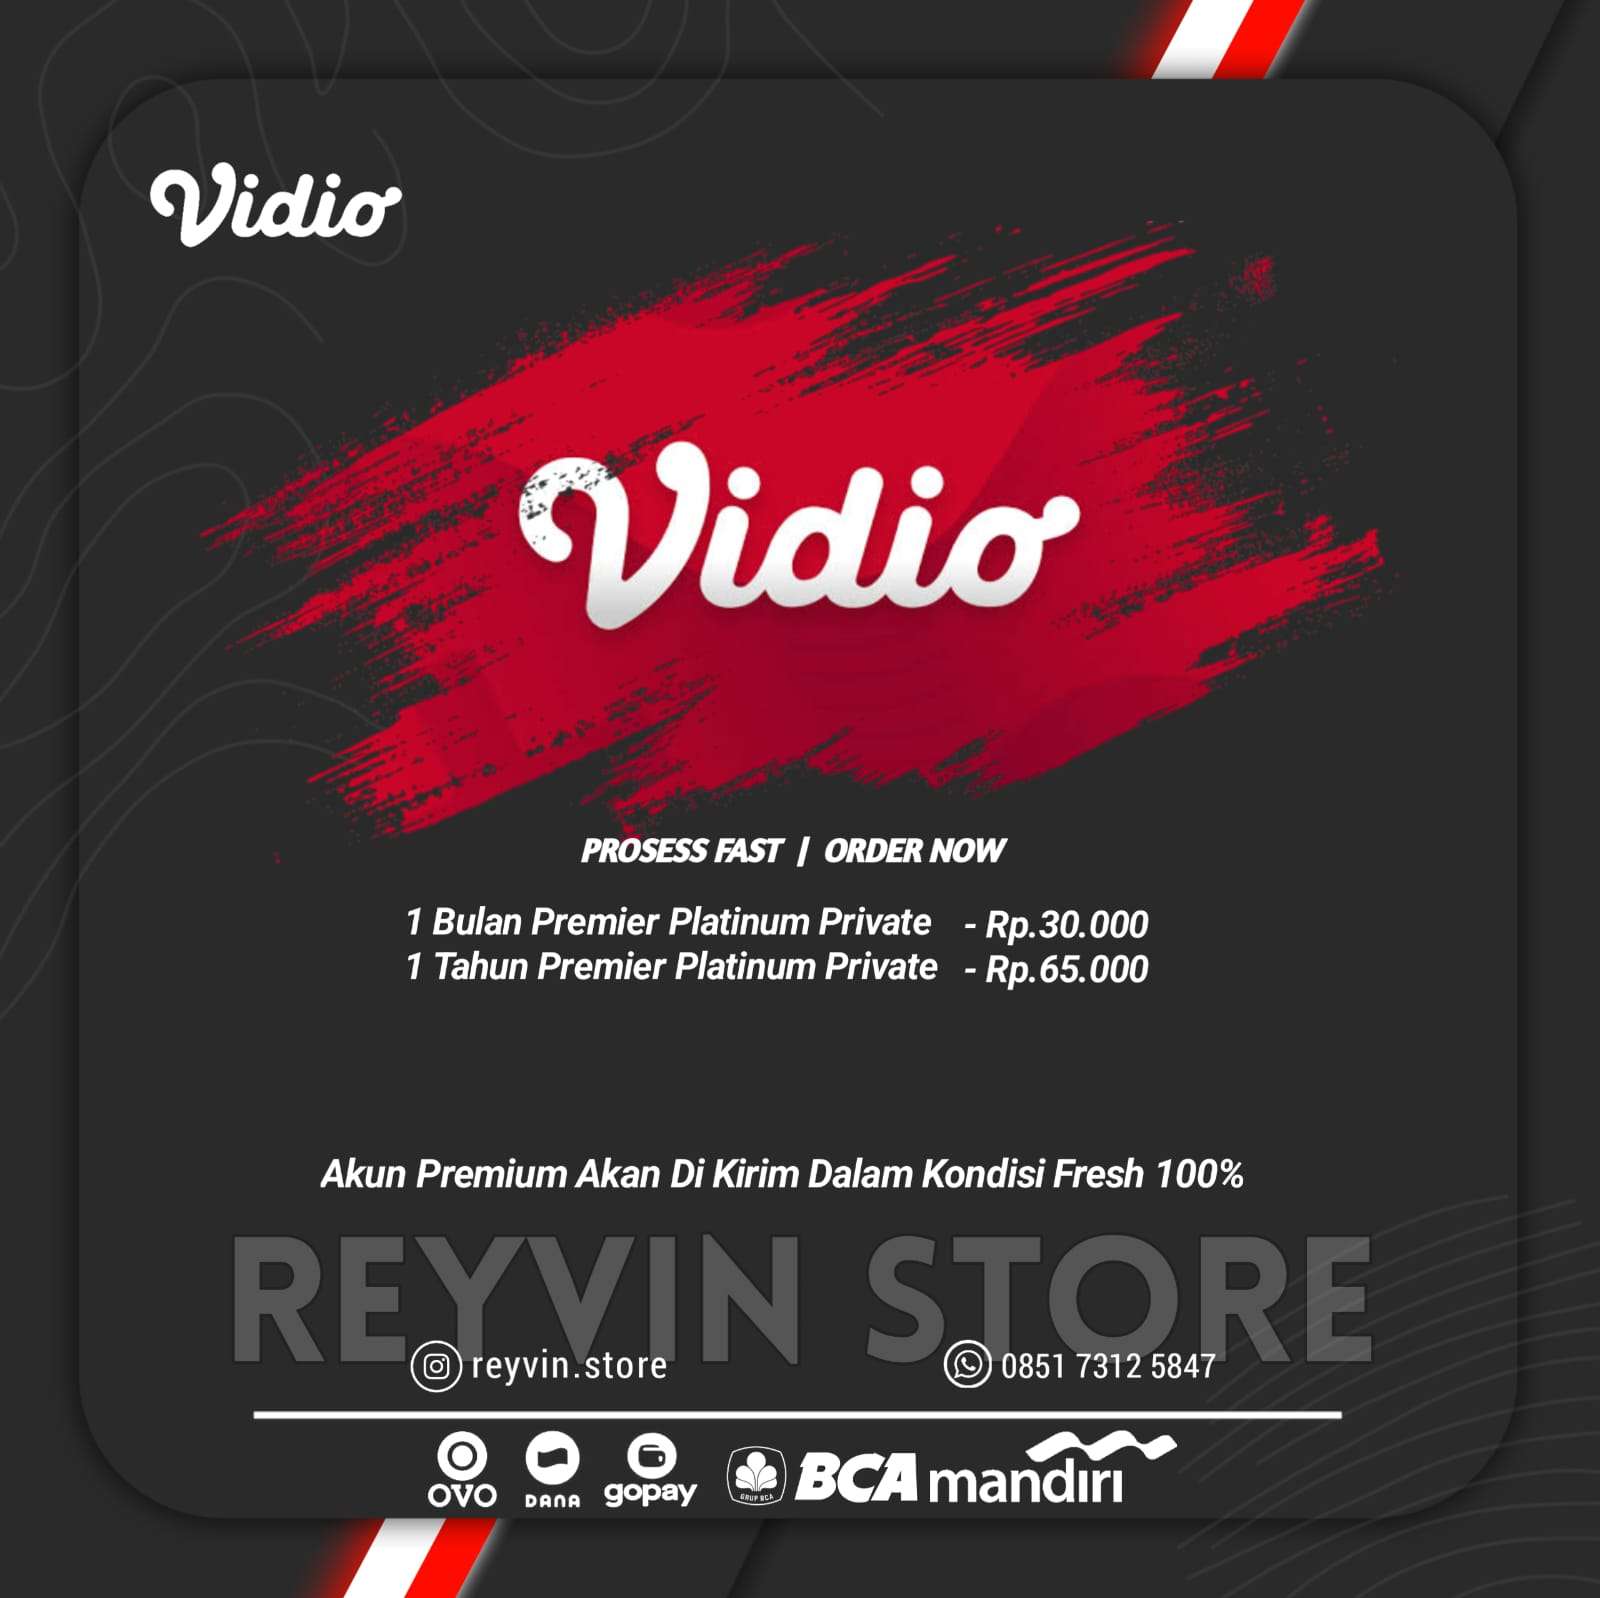 Vidio
Vidio
PROSESS FAST | ORDER NOW
1 Bulan Premier Platinum Private - Rp.30.000
1 Tahun Premier Platinum Private - Rp.65.000
Akun Premium Akan Di Kirim Dalam Kondisi Fresh 100%
REYVIN STORE
reyvin.store 0851 7312 5847
OVO DANA gopay GRUP BCA BCA mandiri